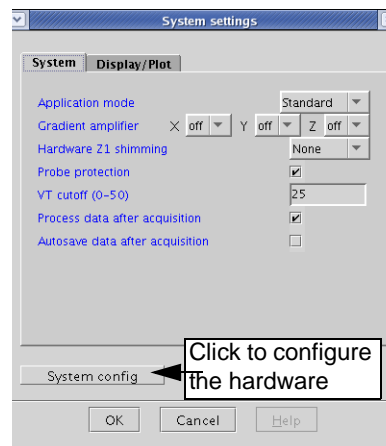 System settings
System Display/Plot
Application mode Standard
Gradient amplifier X off Y off Z off
Hardware Z1 shimming None
Probe protection
VT cutoff (0-50) 25
Process data after acquisition
Autosave data after acquisition
Click to configure
System config the hardware
OK Cancel Help